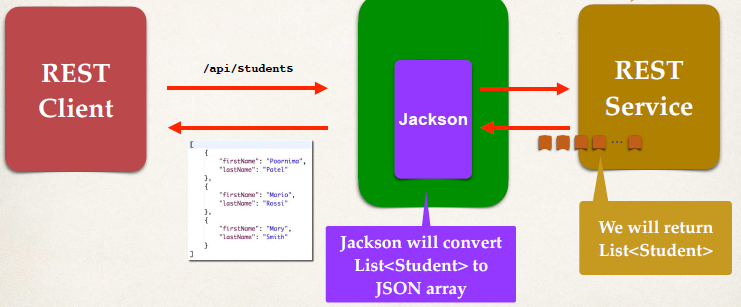 REST
Client
/api/students
Jackson
REST
Service
...
[
{
"firstName": "Poornima",
"lastName": "Patel"
},
{
"firstName": "Mario",
"lastName": "Rossi"
},
{
"firstName": "Mary",
"lastName": "Smith"
}
]
Jackson will convert
List<Student> to
JSON array
We will return
List<Student>